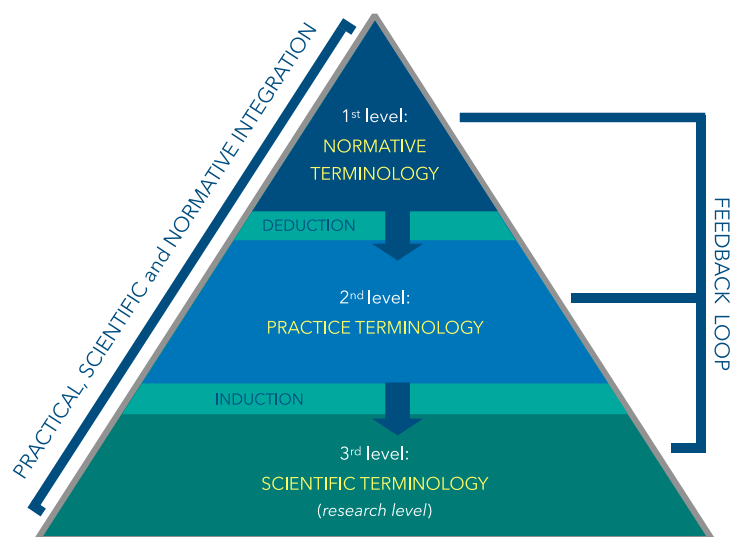 PRACTICAL, SCIENTIFIC and NORMATIVE INTEGRATION
1st level:
NORMATIVE
TERMINOLOGY
DEDUCTION
2nd level:
PRACTICE TERMINOLOGY
INDUCTION
3rd level:
SCIENTIFIC TERMINOLOGY
(research level)
FEEDBACK LOOP